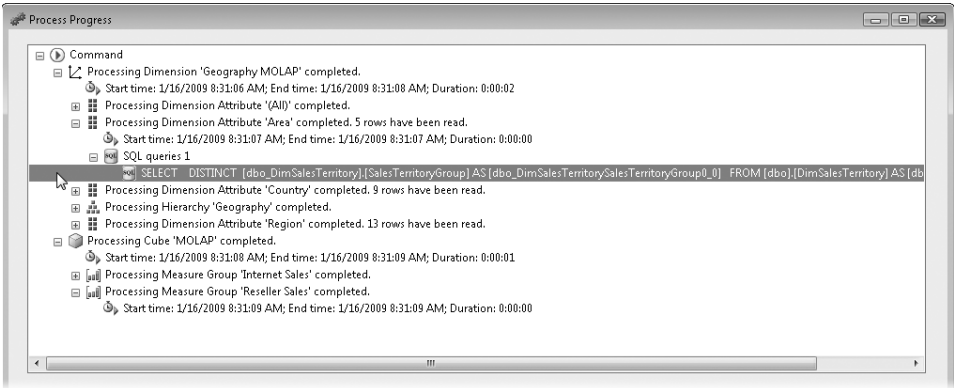 Process Progress
Command
Processing Dimension 'Geography MOLAP' completed.
Start time: 1/16/2009 8:31:06 AM; End time: 1/16/2009 8:31:08 AM; Duration: 0:00:02
Processing Dimension Attribute '(All)' completed.
Processing Dimension Attribute 'Area' completed. 5 rows have been read.
Start time: 1/16/2009 8:31:07 AM; End time: 1/16/2009 8:31:07 AM; Duration: 0:00:00
SQL SQL queries 1
SQL SELECT DISTINCT [dbo_DimSalesTerritory].[SalesTerritoryGroup] AS [dbo_DimSalesTerritorySalesTerritoryGroup0_0] FROM [dbo].[DimSalesTerritory] AS [db
Processing Dimension Attribute 'Country' completed. 9 rows have been read.
Processing Hierarchy 'Geography' completed.
Processing Dimension Attribute 'Region' completed. 13 rows have been read.
Processing Cube 'MOLAP' completed.
Start time: 1/16/2009 8:31:08 AM; End time: 1/16/2009 8:31:09 AM; Duration: 0:00:01
Processing Measure Group 'Internet Sales' completed.
Processing Measure Group 'Reseller Sales' completed.
Start time: 1/16/2009 8:31:09 AM; End time: 1/16/2009 8:31:09 AM; Duration: 0:00:00